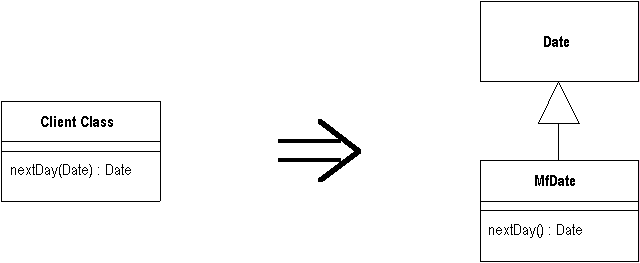 Client Class
nextDay(Date) : Date
Date
MfDate
nextDay() : Date